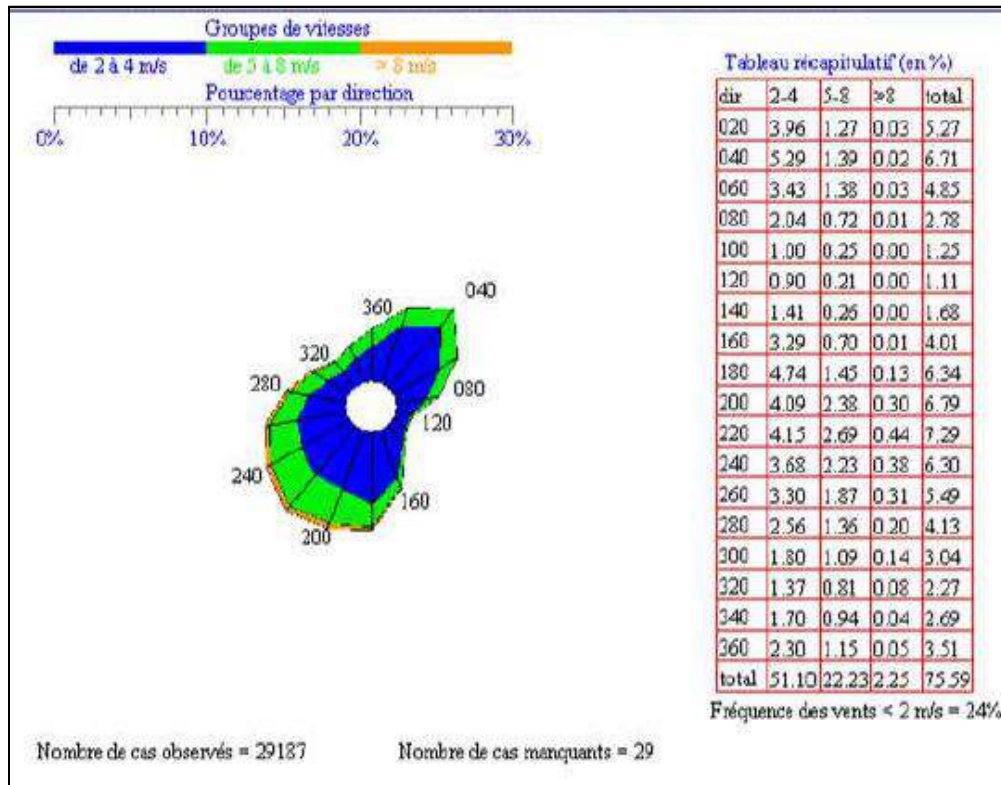 Groupes de vitesses
de 2 à 4 m/s de 5 à 8 m/s > 8 m/s
Pourcentage par direction
0% 10% 20% 30%
040
360
320
280
080
120
240
160
200
Tableau récapitulatif (en %)
dir 2-4 5-8 >8 total
020 3.96 1.27 0.03 5.27
040 5.29 1.39 0.02 6.71
060 3.43 1.38 0.03 4.85
080 2.04 0.72 0.01 2.78
100 1.00 0.25 0.00 1.25
120 0.90 0.21 0.00 1.11
140 1.41 0.26 0.00 1.68
160 3.29 0.70 0.01 4.01
180 4.74 1.45 0.13 6.34
200 4.09 2.38 0.30 6.79
220 4.15 2.69 0.44 7.29
240 3.68 2.23 0.38 6.30
260 3.30 1.87 0.31 5.49
280 2.56 1.36 0.20 4.13
300 1.80 1.09 0.14 3.04
320 1.37 0.81 0.08 2.27
340 1.70 0.94 0.04 2.69
360 2.30 1.15 0.05 3.51
total 51.10 22.23 2.25 75.59
Fréquence des vents < 2 m/s = 24%
Nombre de cas observés = 29187 Nombre de cas manquants = 29